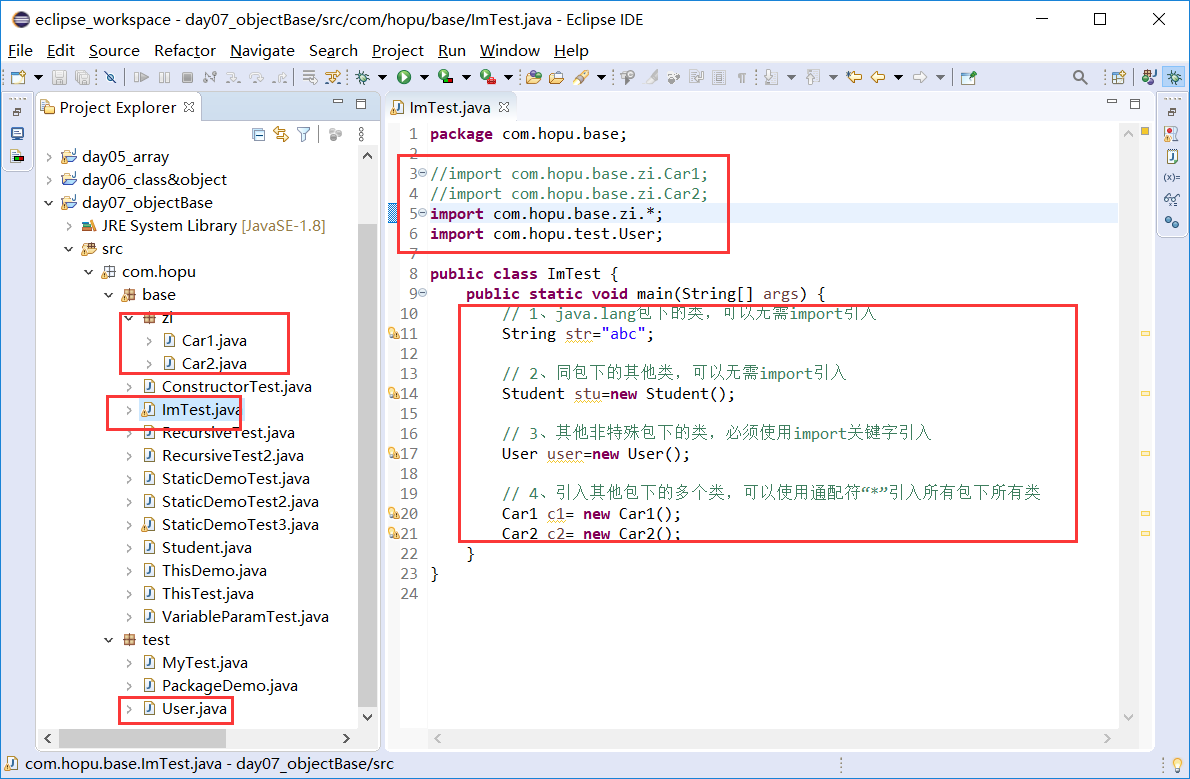 eclipse_workspace - day07_objectBase/src/com/hopu/base/ImTest.java - Eclipse IDE
File Edit Source Refactor Navigate Search Project Run Window Help
Project Explorer
day05_array
day06_class&object
day07_objectBase
JRE System Library [JavaSE-1.8]
src
com.hopu
base
zi
Car1.java
Car2.java
ConstructorTest.java
ImTest.java
RecursiveTest.java
RecursiveTest2.java
StaticDemoTest.java
StaticDemoTest2.java
StaticDemoTest3.java
Student.java
ThisDemo.java
ThisTest.java
VariableParamTest.java
test
MyTest.java
PackageDemo.java
User.java
ImTest.java
1 package com.hopu.base;
2
3 //import com.hopu.base.zi.Car1;
4 //import com.hopu.base.zi.Car2;
5 import com.hopu.base.zi.*;
6 import com.hopu.test.User;
7
8 public class ImTest {
9 public static void main(String[] args) {
10 // 1、java.lang包下的类，可以无需import引入
11 String str="abc";
12
13 // 2、同包下的其他类，可以无需import引入
14 Student stu=new Student();
15
16 // 3、其他非特殊包下的类，必须使用import关键字引入
17 User user=new User();
18
19 // 4、引入其他包下的多个类，可以使用通配符“*”引入所有包下所有类
20 Car1 c1= new Car1();
21 Car2 c2= new Car2();
22 }
23 }
24
(x)=
com.hopu.base.ImTest.java - day07_objectBase/src